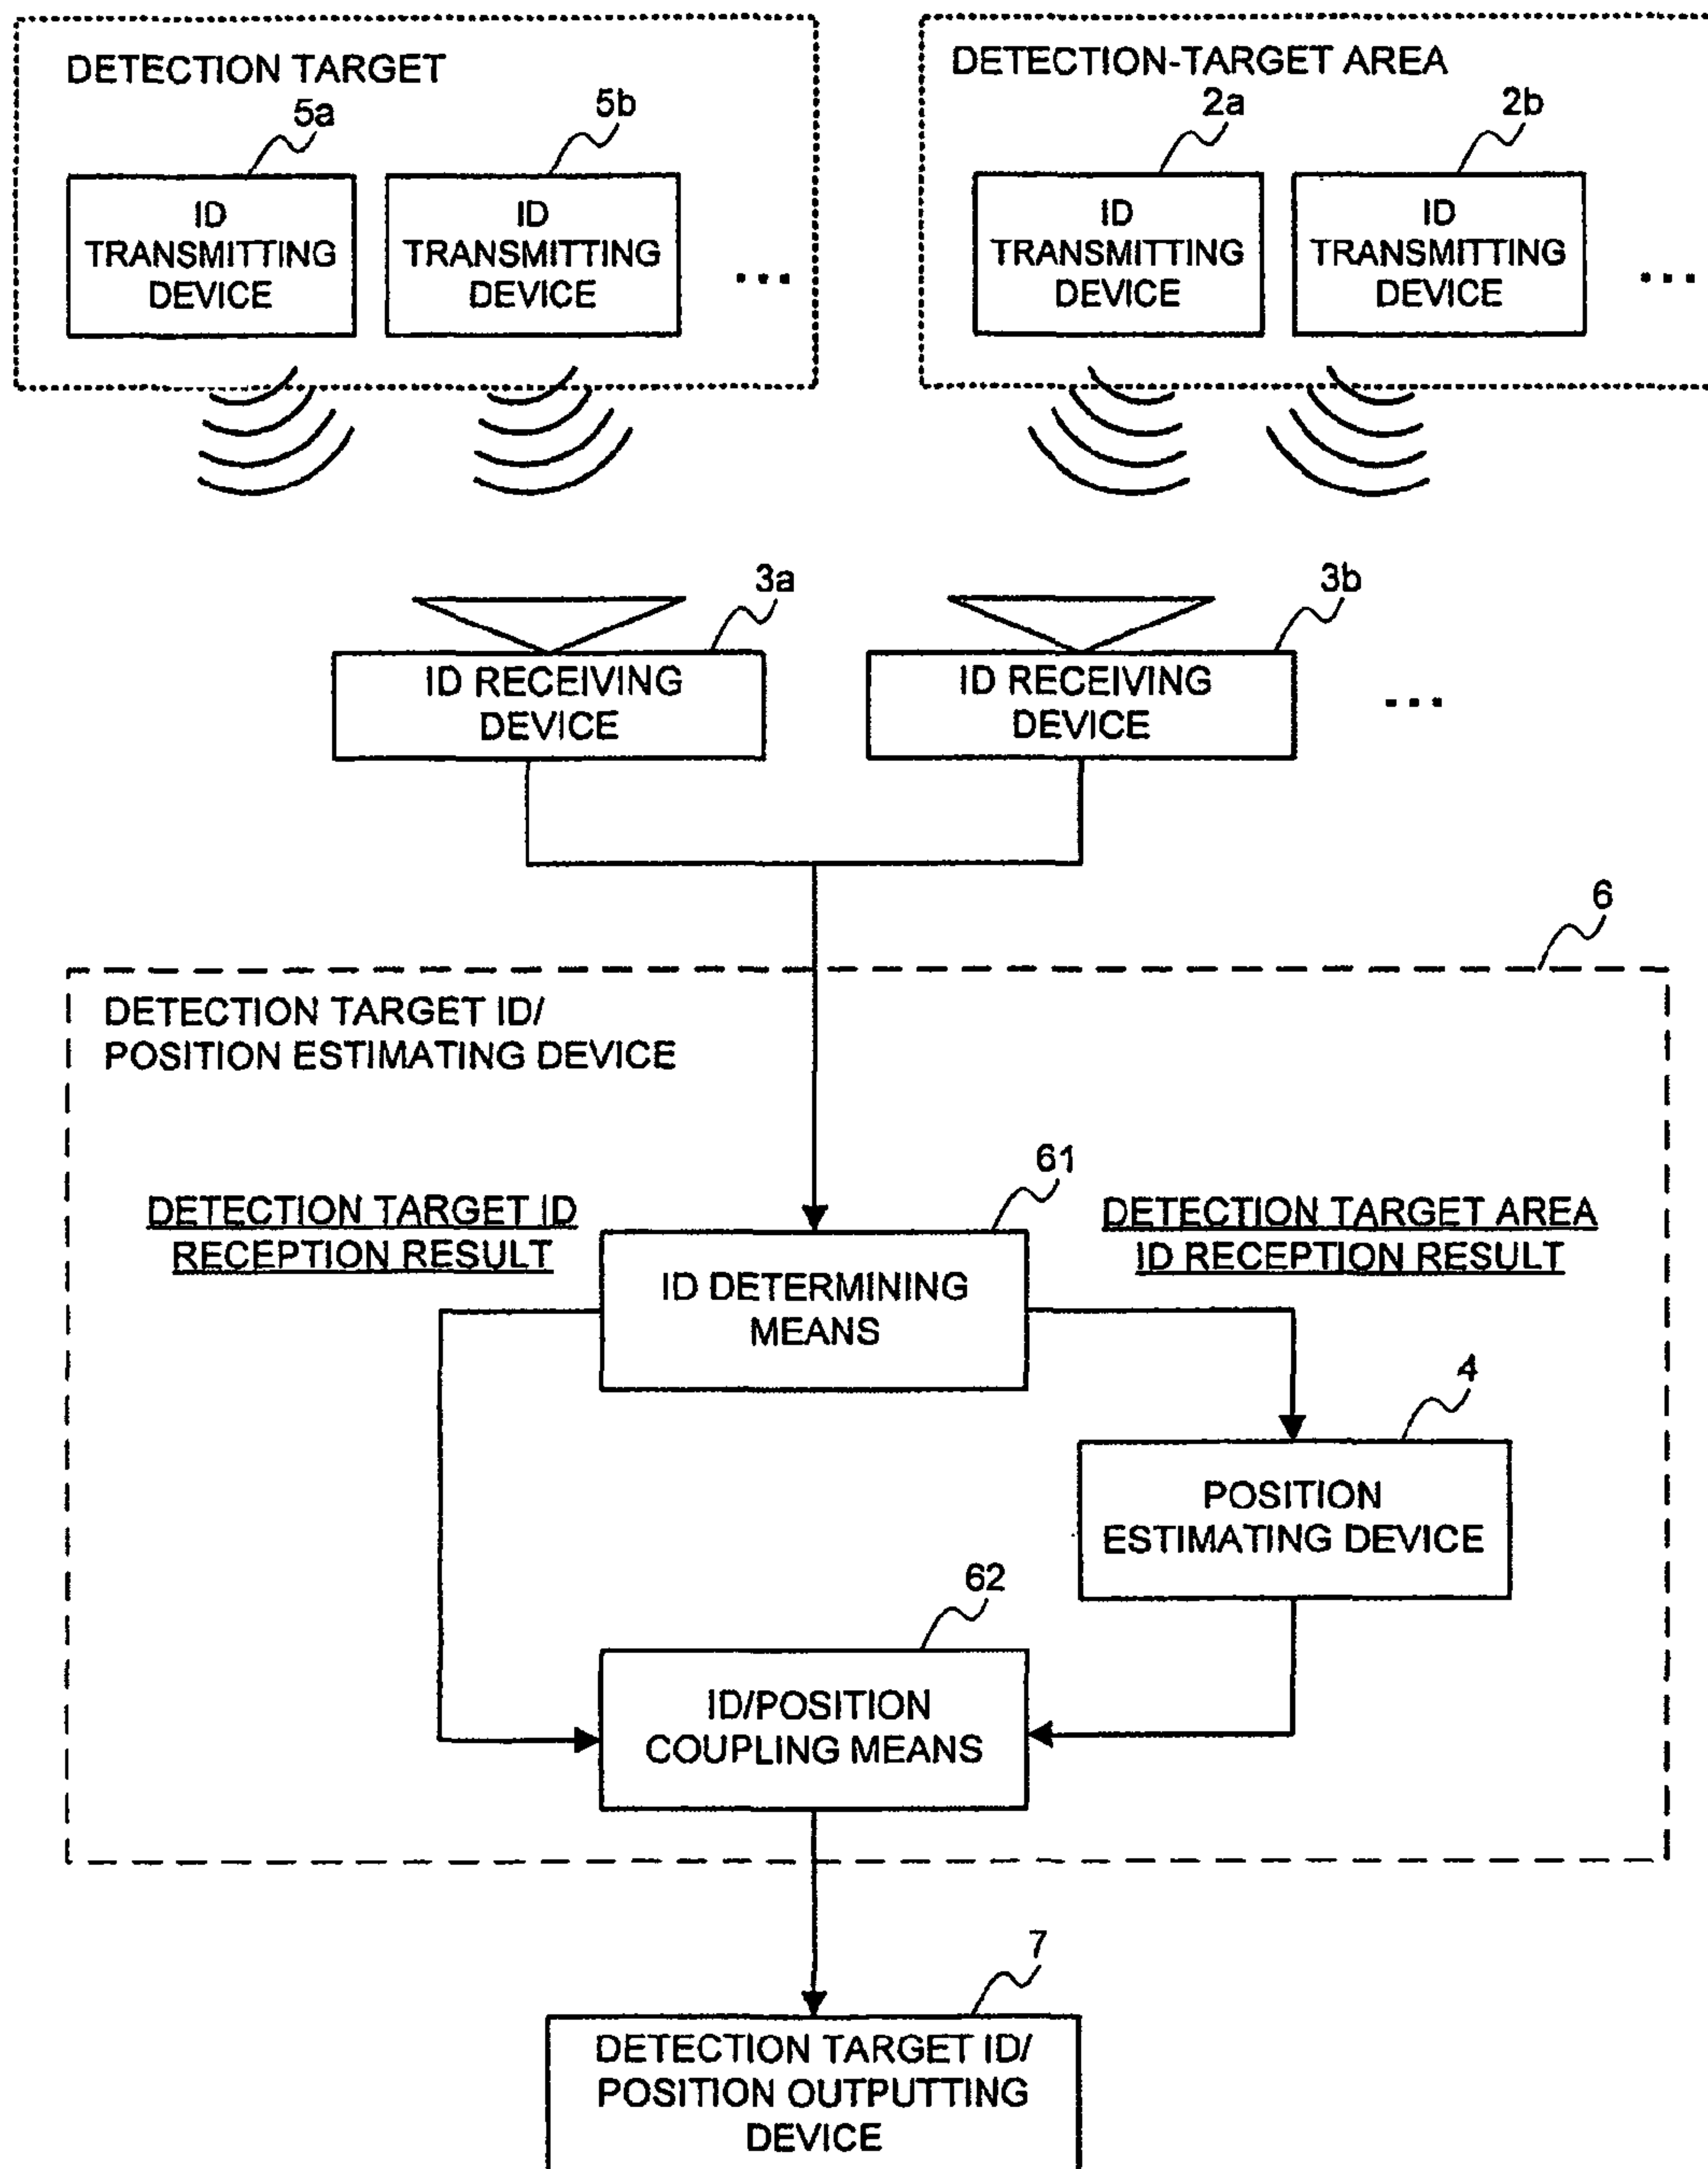 DETECTION TARGET
5a
5b
ID
TRANSMITTING
DEVICE
ID
TRANSMITTING
DEVICE
...
DETECTION-TARGET AREA
2a
2b
ID
TRANSMITTING
DEVICE
ID
TRANSMITTING
DEVICE
...
3a
3b
ID RECEIVING
DEVICE
ID RECEIVING
DEVICE
...
6
DETECTION TARGET ID/
POSITION ESTIMATING DEVICE
61
DETECTION TARGET ID
RECEPTION RESULT
DETECTION TARGET AREA
ID RECEPTION RESULT
ID DETERMINING
MEANS
4
POSITION
ESTIMATING DEVICE
62
ID/POSITION
COUPLING MEANS
7
DETECTION TARGET ID/
POSITION OUTPUTTING
DEVICE